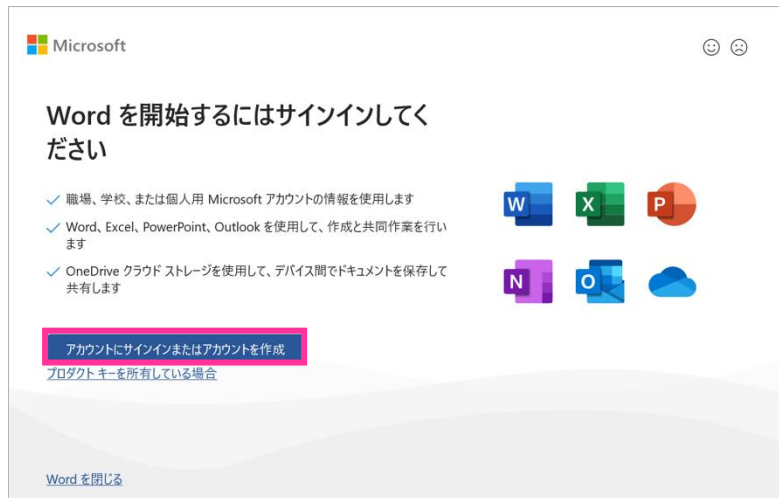 Microsoft
Word を開始するにはサインインしてく
ださい
職場、学校、または個人用 Microsoft アカウントの情報を使用します
Word、Excel、PowerPoint、Outlook を使用して、作成と共同作業を行い
ます
OneDrive クラウド ストレージを使用して、デバイス間でドキュメントを保存して
共有します
W X P
N O
アカウントにサインインまたはアカウントを作成
プロダクト キーを所有している場合
Word を閉じる